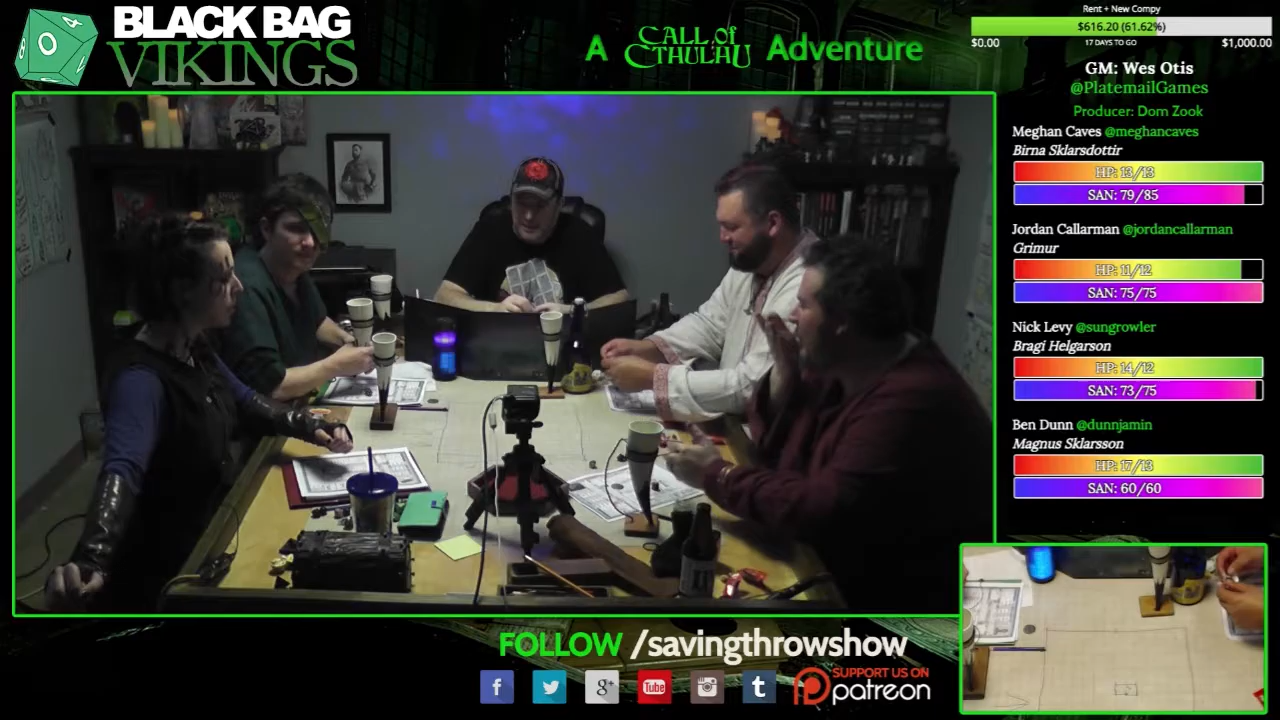 BLACK BAG
VIKINGS
A CALL of CTHULHU Adventure
Rent + New Compy
$616.20 (61.62%)
$0.00 17 DAYS TO GO $1,000.00
GM: Wes Otis
@PlatemailGames
Producer: Dom Zook
Meghan Caves @meghancaves
Birna Sklarsdottir
HP: 13/13
SAN: 79/85
Jordan Callarman @jordancallarman
Grimur
HP: 11/12
SAN: 75/75
Nick Levy @sungrowler
Bragi Helgarson
HP: 14/12
SAN: 73/75
Ben Dunn @dunnjamin
Magnus Sklarsson
HP: 17/13
SAN: 60/60
FOLLOW /savingthrowshow
f g+ You Tube t
SUPPORT US ON
patreon